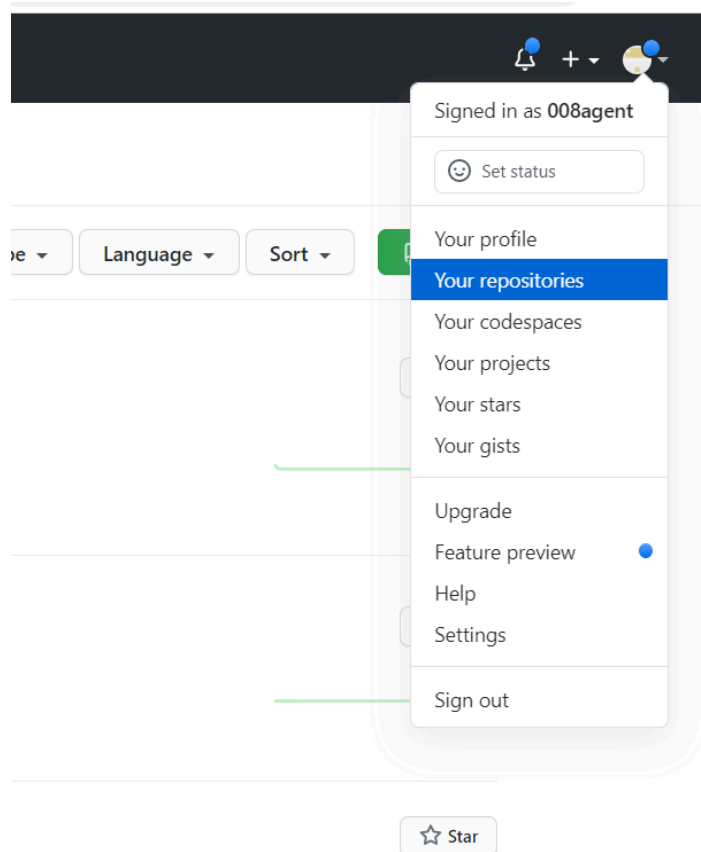 Signed in as 008agent
Set status
Language
Sort
Your profile
Your repositories
Your codespaces
Your projects
Your stars
Your gists
Upgrade
Feature preview
Help
Settings
Sign out
Star